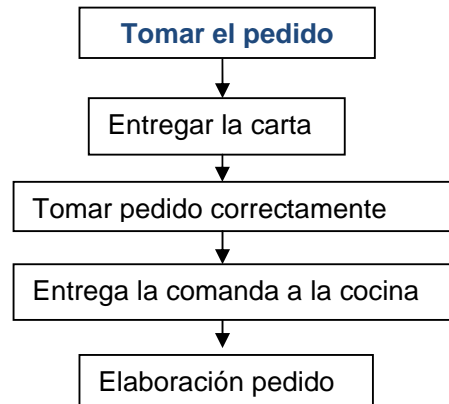 Tomar el pedido
Entregar la carta
Tomar pedido correctamente
Entrega la comanda a la cocina
Elaboración pedido